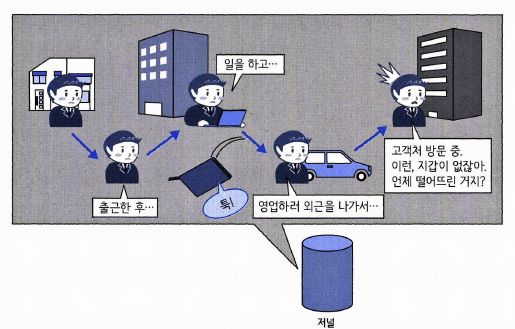 일을 하고…
고객처 방문 중.
이런, 지갑이 없잖아.
언제 떨어뜨린 거지?
출근한 후…
툭!
영업하러 외근을 나가서…
저널